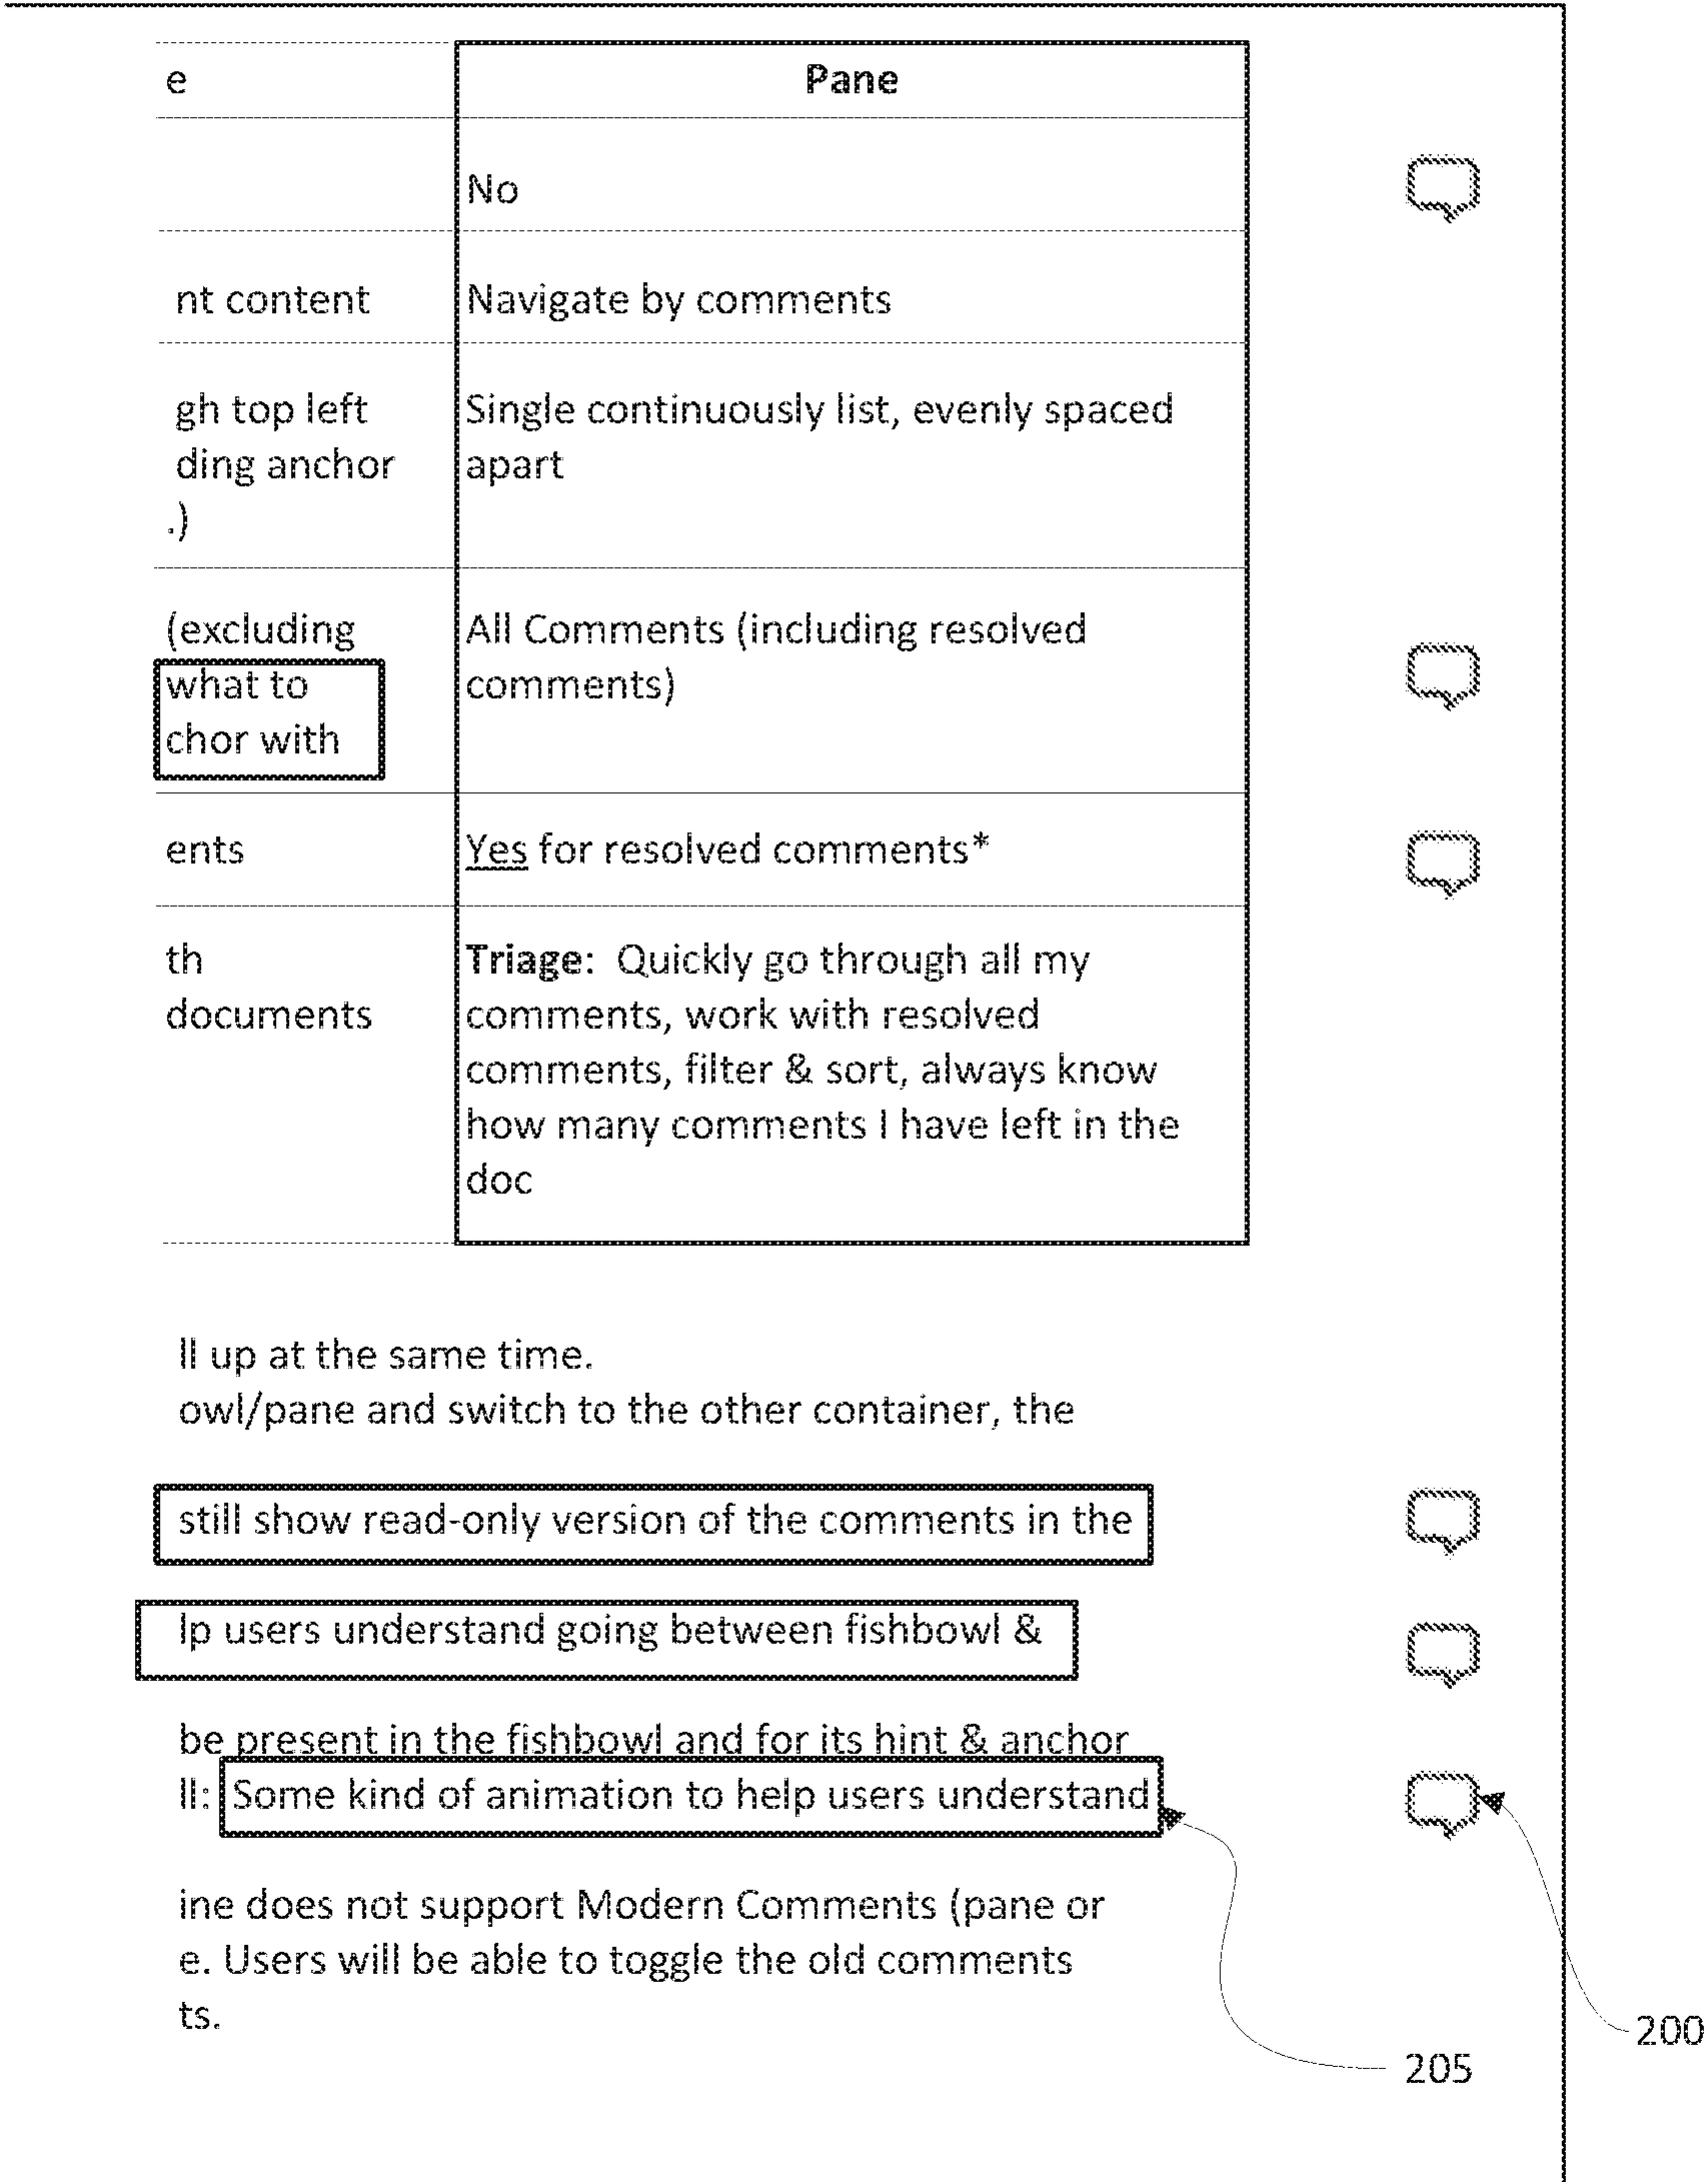 e
Pane
No
nt content
Navigate by comments
gh top left
ding anchor
.)
Single continuously list, evenly spaced
apart
(excluding
what to
chor with
All Comments (including resolved
comments)
ents
Yes for resolved comments*
th
documents
Triage: Quickly go through all my
comments, work with resolved
comments, filter & sort, always know
how many comments I have left in the
doc
ll up at the same time.
owl/pane and switch to the other container, the
still show read-only version of the comments in the
lp users understand going between fishbowl &
be present in the fishbowl and for its hint & anchor
ll: Some kind of animation to help users understand
ine does not support Modern Comments (pane or
e. Users will be able to toggle the old comments
ts.
200
205